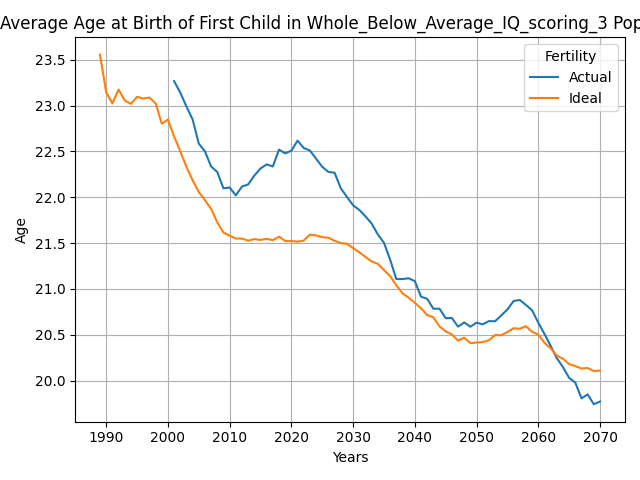 Average Age at Birth of First Child in Whole_Below_Average_IQ_scoring_3 Pop
Fertility
Actual
Ideal
23.5
23.0
22.5
22.0
21.5
21.0
20.5
20.0
Age
1990 2000 2010 2020 2030 2040 2050 2060 2070
Years